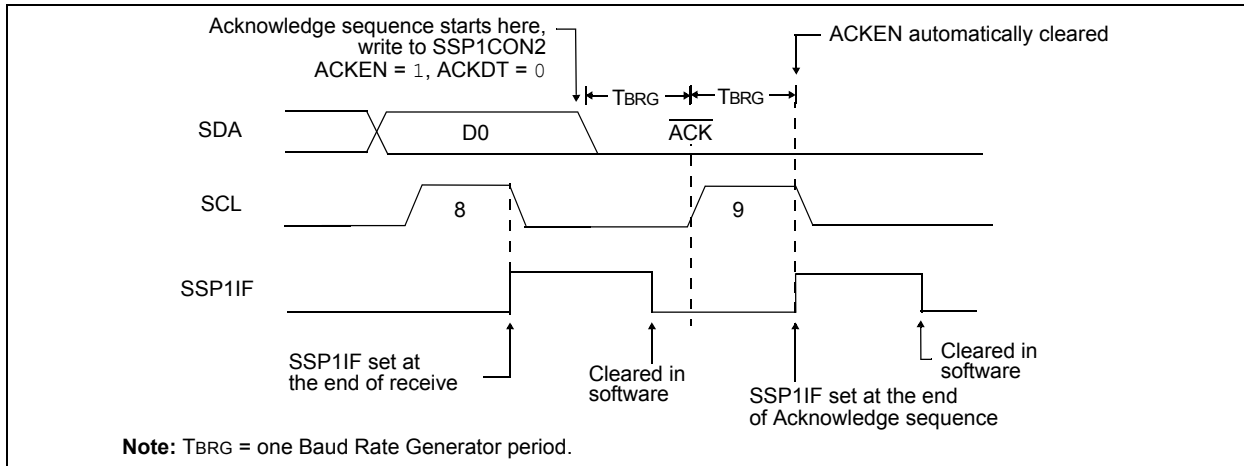 Acknowledge sequence starts here,
write to SSP1CON2
ACKEN = 1, ACKDT = 0
ACKEN automatically cleared
TBRG
TBRG
SDA
D0
ACK
SCL
8
9
SSP1IF
SSP1IF set at
the end of receive
Cleared in
software
SSP1IF set at the end
of Acknowledge sequence
Cleared in
software
Note: TBRG = one Baud Rate Generator period.